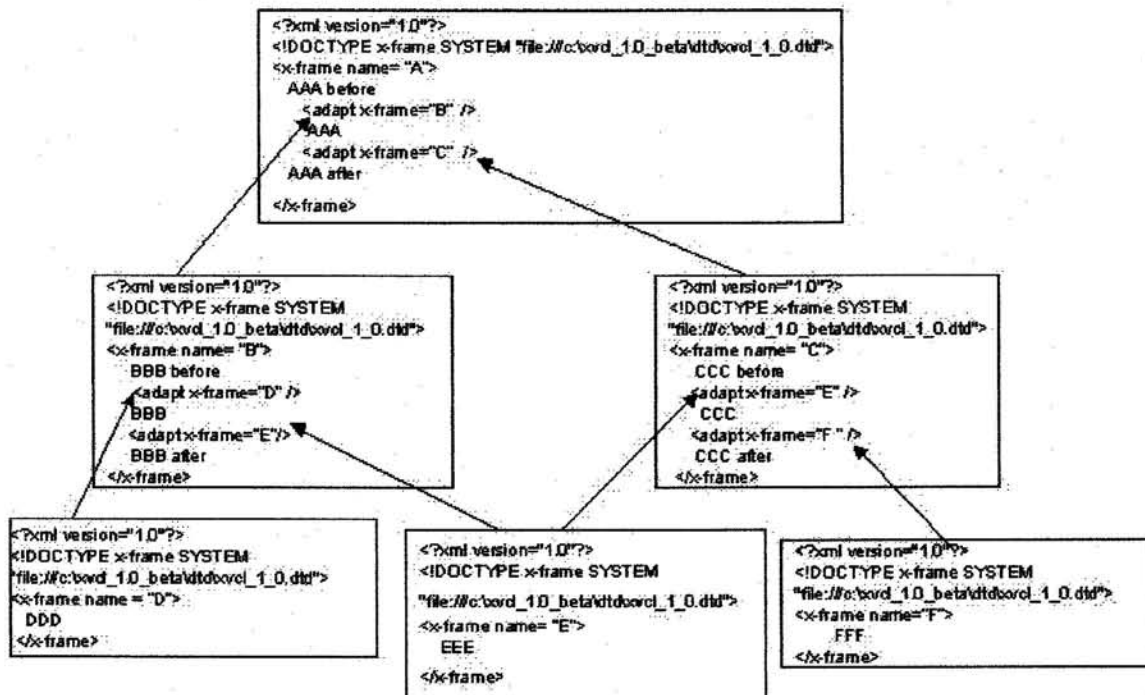 <?xml version="1.0"?>
<!DOCTYPE x-frame SYSTEM "file:///c:\xvcl_1.0_beta\dtd\xvcl_1_0.dtd">
<x-frame name= "A">
AAA before
<adapt x-frame="B" />
AAA
<adapt x-frame="C" />
AAA after
</x-frame>
<?xml version="1.0"?>
<!DOCTYPE x-frame SYSTEM
"file:///c:\xvcl_1.0_beta\dtd\xvcl_1_0.dtd">
<x-frame name= "B">
BBB before
<adapt x-frame="D" />
BBB
<adapt x-frame="E"/>
BBB after
</x-frame>
<?xml version="1.0"?>
<!DOCTYPE x-frame SYSTEM
"file:///c:\xvcl_1.0_beta\dtd\xvcl_1_0.dtd">
<x-frame name= "C">
CCC before
<adapt x-frame="E" />
CCC
<adapt x-frame="F " />
CCC after
</x-frame>
<?xml version="1.0"?>
<!DOCTYPE x-frame SYSTEM
"file:///c:\xvcl_1.0_beta\dtd\xvcl_1_0.dtd">
<x-frame name = "D">
DDD
</x-frame>
<?xml version="1.0"?>
<!DOCTYPE x-frame SYSTEM
"file:///c:\xvcl_1.0_beta\dtd\xvcl_1_0.dtd">
<x-frame name= "E">
EEE
</x-frame>
<?xml version="1.0"?>
<!DOCTYPE x-frame SYSTEM
"file:///c:\xvcl_1.0_beta\dtd\xvcl_1_0.dtd">
<x-frame name="F">
FFF
</x-frame>